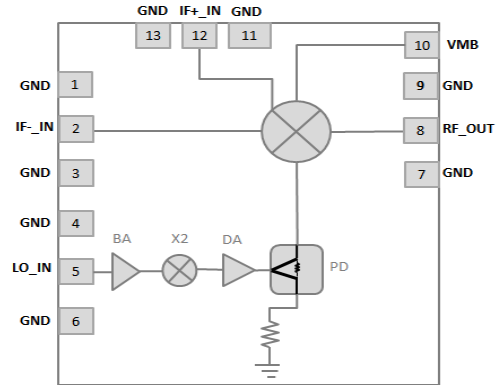 GND IF+_IN GND
13 12 11
10 VMB
GND 1
9 GND
IF-_IN 2
8 RF_OUT
GND 3
7 GND
GND 4
BA X2 DA
LO_IN 5
PD
GND 6